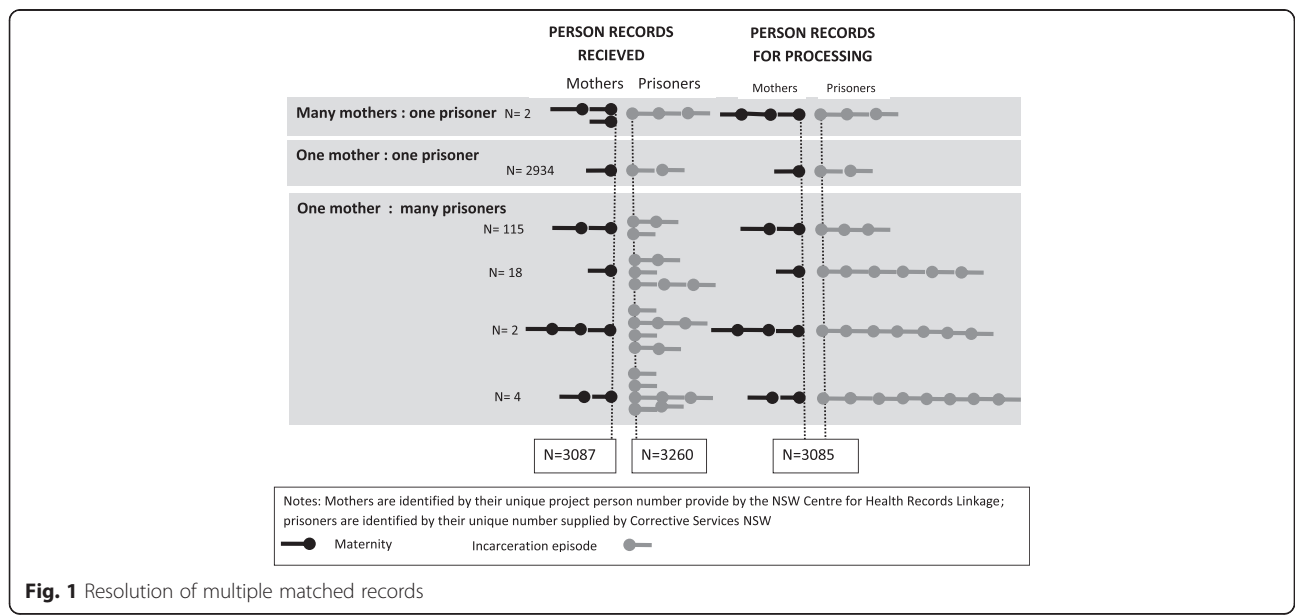 PERSON RECORDS
RECIEVED
PERSON RECORDS
FOR PROCESSING
Mothers Prisoners
Mothers Prisoners
Many mothers : one prisoner N= 2
One mother : one prisoner
N= 2934
One mother : many prisoners
N= 115
N= 18
N= 2
N= 4
N=3087
N=3260
N=3085
Notes: Mothers are identified by their unique project person number provide by the NSW Centre for Health Records Linkage;
prisoners are identified by their unique number supplied by Corrective Services NSW
Maternity Incarceration episode
Fig. 1 Resolution of multiple matched records